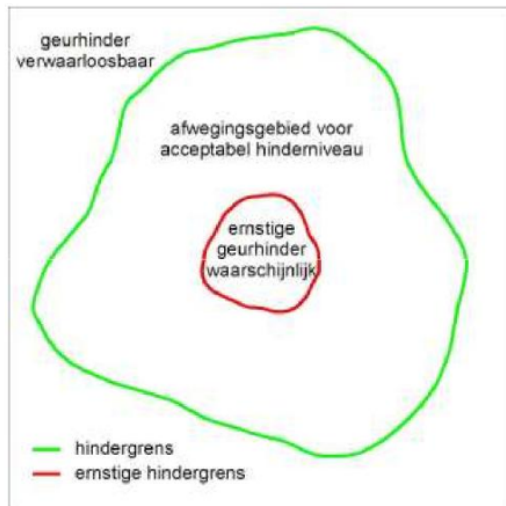 geurhinder
verwaarloosbaar
afwegingsgebied voor
acceptabel hinderniveau
ernstige
geurhinder
waarschijnlijk
hindergrens
ernstige hindergrens